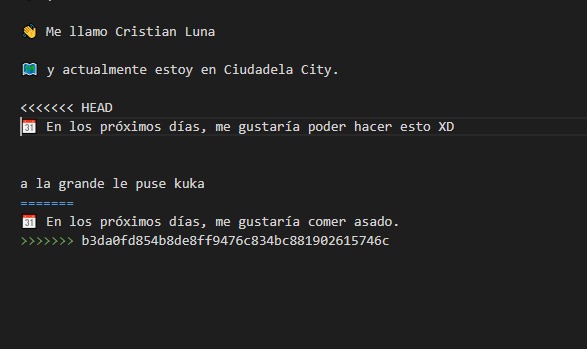 👋 Me llamo Cristian Luna
🗺️ y actualmente estoy en Ciudadela City.
<<<<<<< HEAD
📅 En los próximos días, me gustaría poder hacer esto XD
a la grande le puse kuka
=======
📅 En los próximos días, me gustaría comer asado.
>>>>>>> b3da0fd854b8de8ff9476c834bc881902615746c